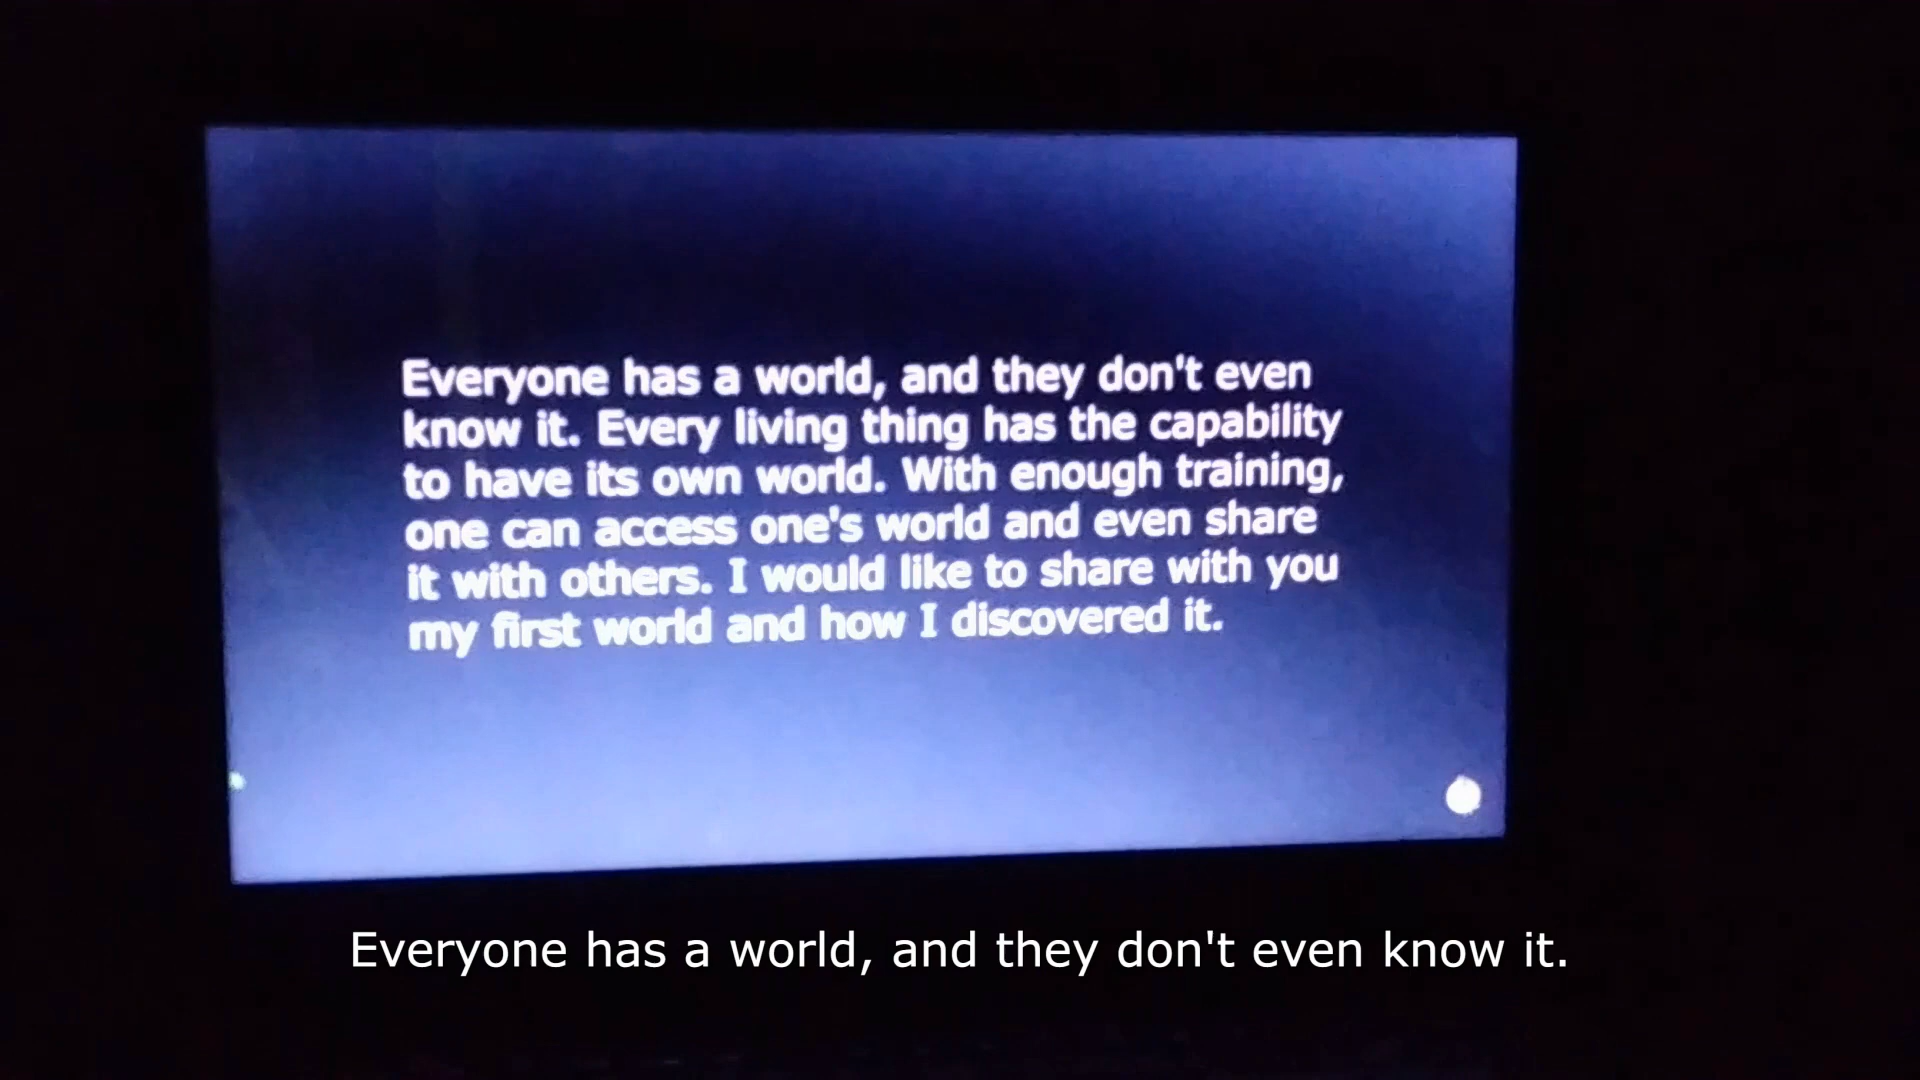 Everyone has a world, and they don't even
know it. Every living thing has the capability
to have its own world. With enough training,
one can access one's world and even share
it with others. I would like to share with you
my first world and how I discovered it.
Everyone has a world, and they don't even know it.